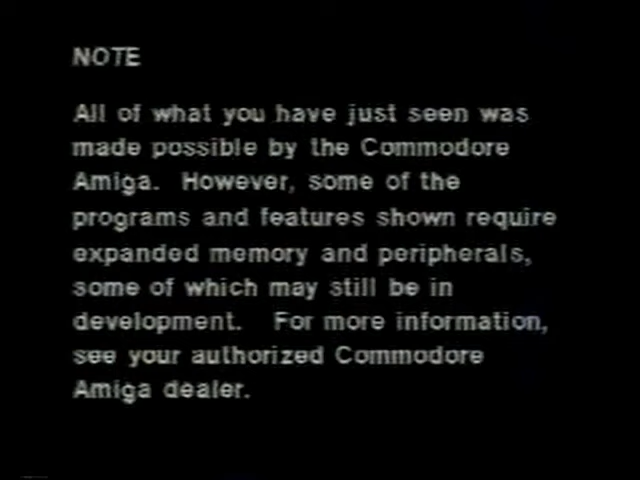 NOTE
All of what you have just seen was
made possible by the Commodore
Amiga. However, some of the
programs and features shown require
expanded memory and peripherals,
some of which may still be in
development. For more information,
see your authorized Commodore
Amiga dealer.